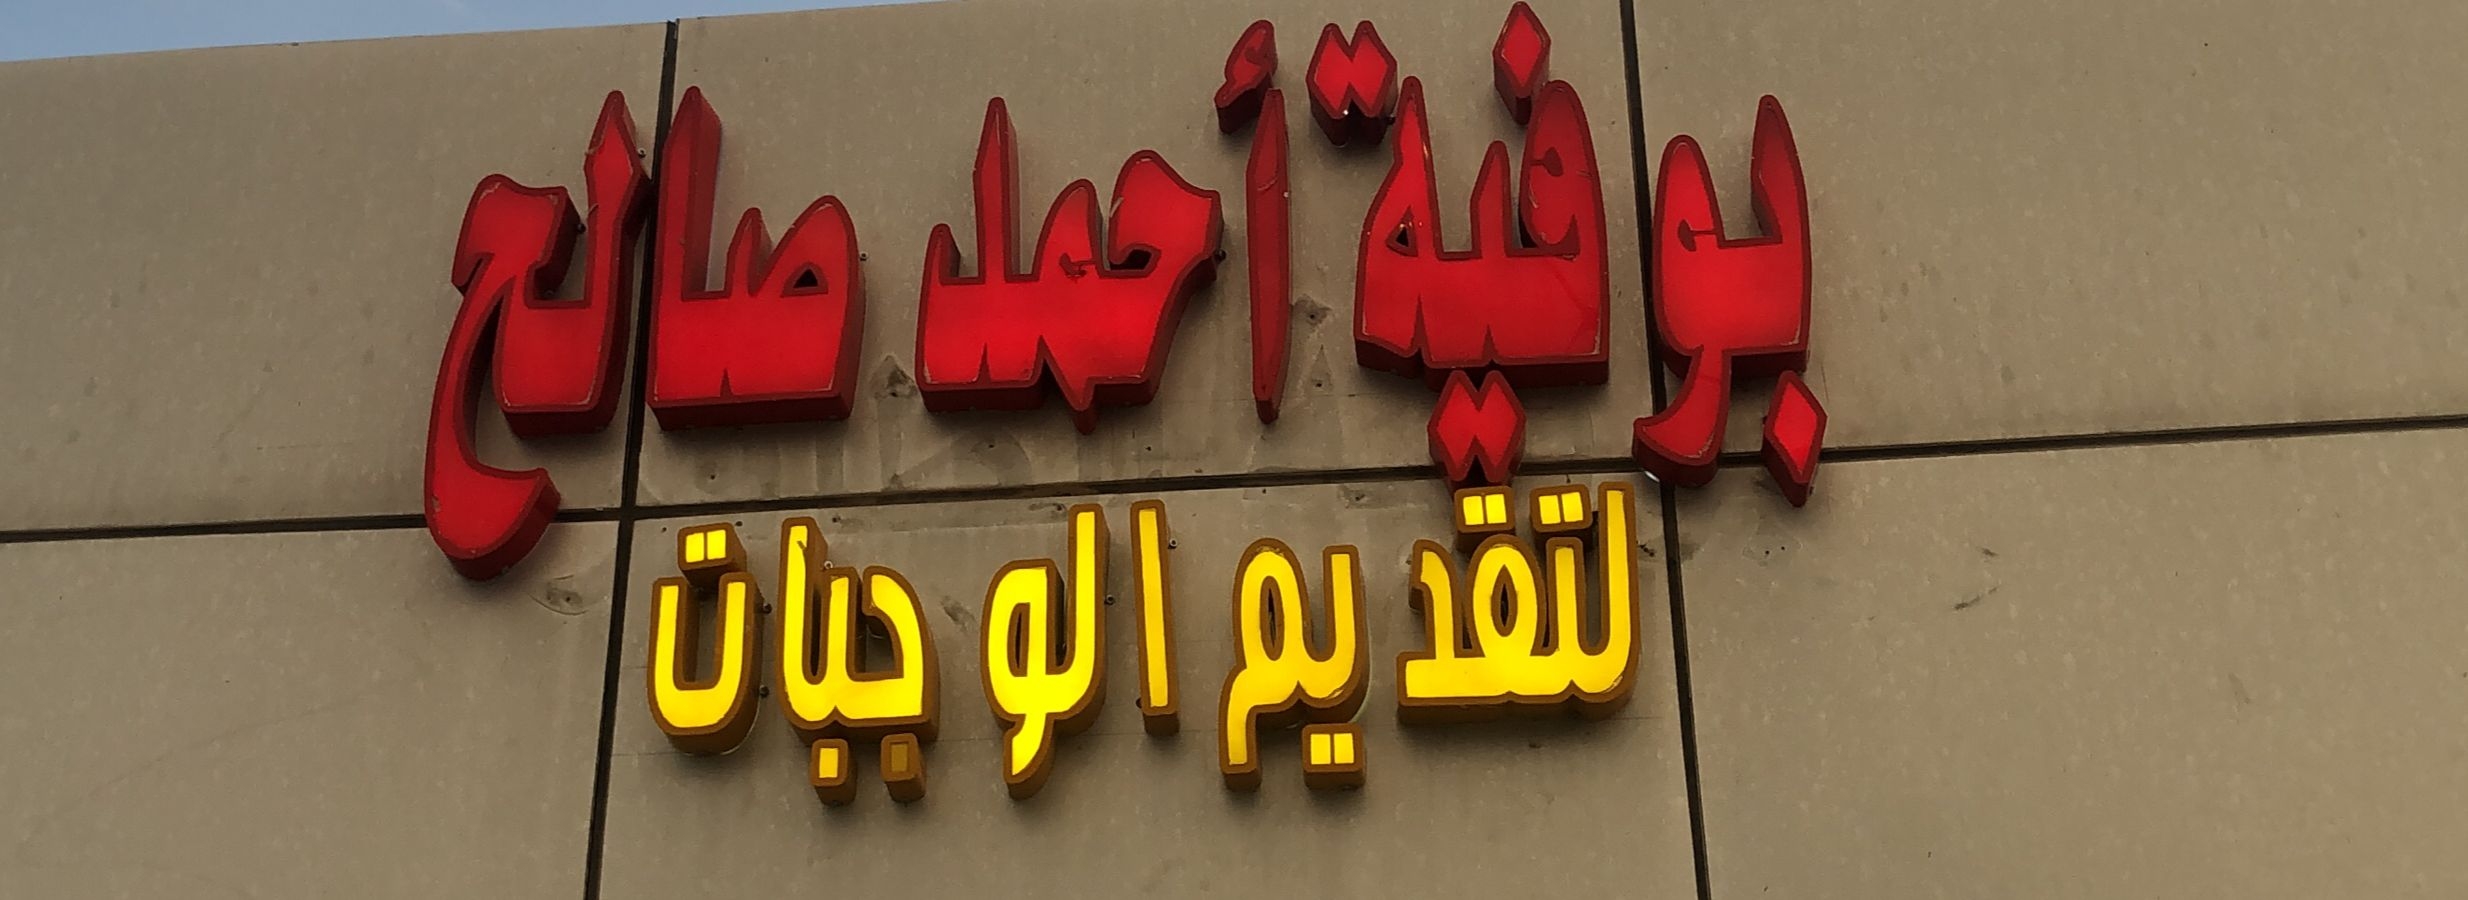 بوفية أحمد صالح
لتقديم الوجبات